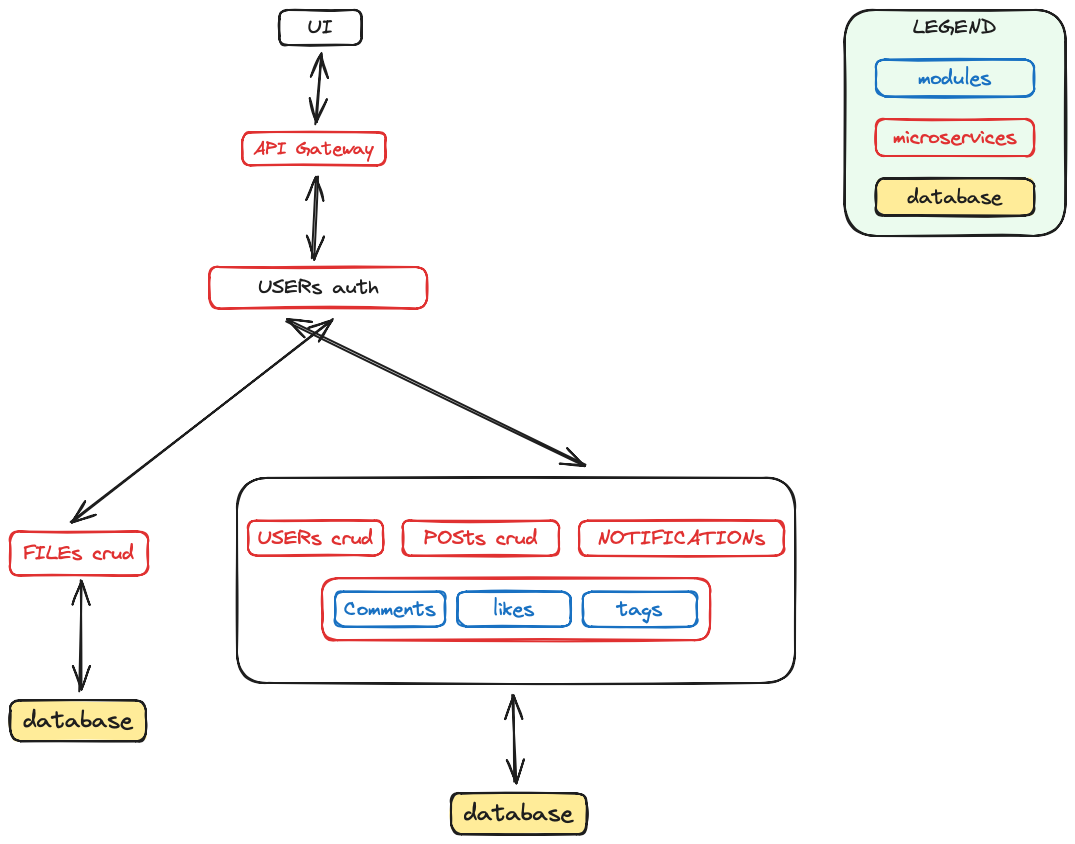 UI
LEGEND
modules
API Gateway
microservices
database
USERs auth
USERs crud
POSts crud
NOTIFICATIONs
FILEs crud
Comments
likes
tags
database
database